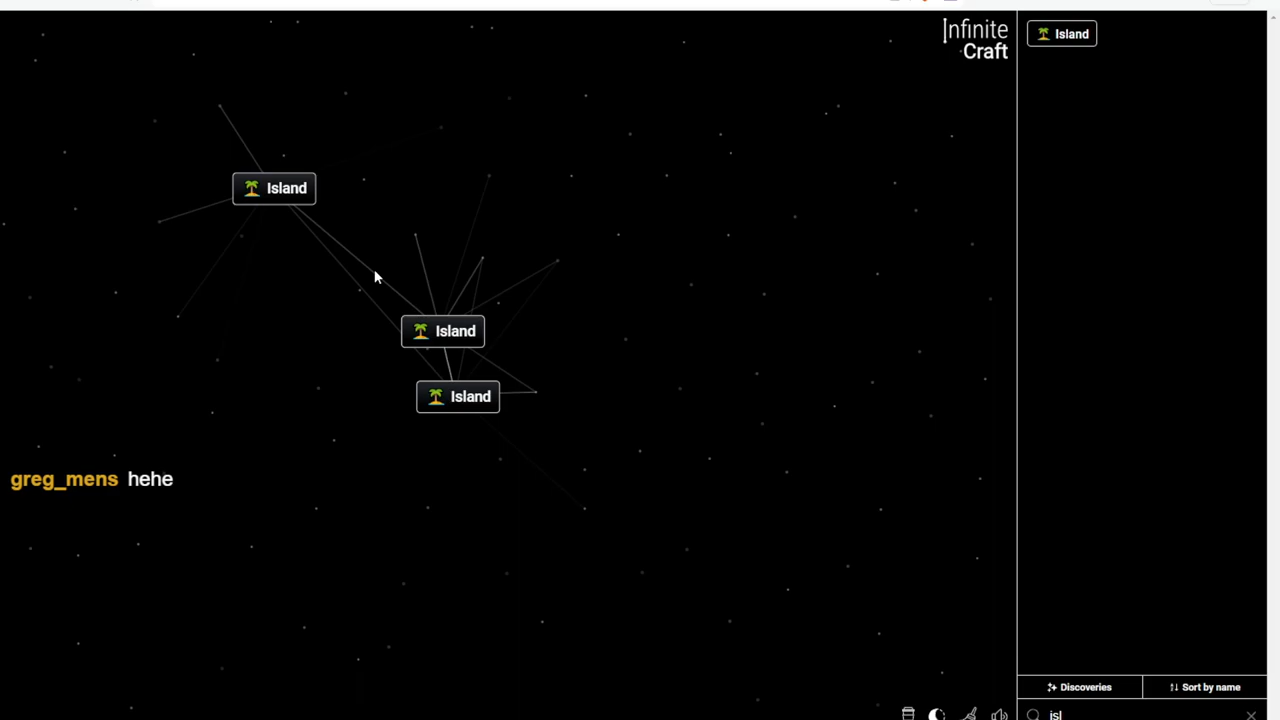 Infinite
Craft
Island
Island
Island
Island
greg_mens hehe
Discoveries
Sort by name
isl